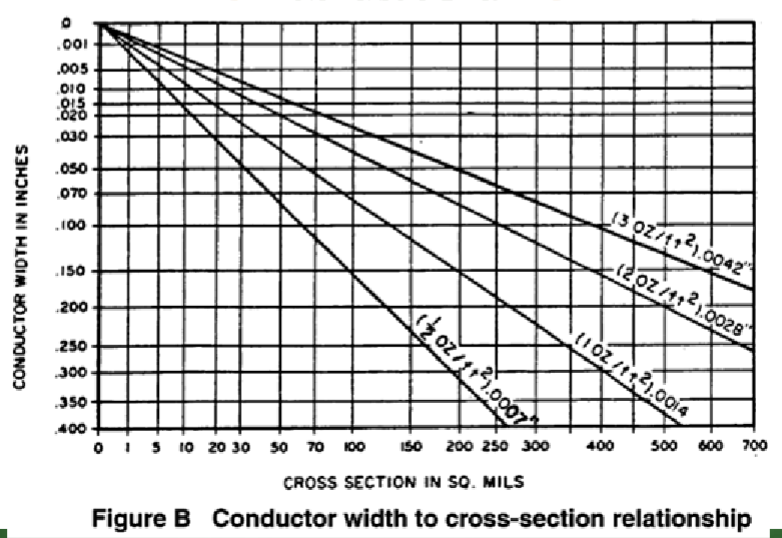 0
.001
.005
.010
.015
.020
.030
.050
.070
.100
.150
.200
.250
.300
.350
.400
CONDUCTOR WIDTH IN INCHES
(3 OZ/ft²).0042"
(2 OZ/ft²).0028"
(1 OZ/ft²).0014
(½ OZ/ft²).0007"
0 1 5 10 20 30 50 70 100 150 200 250 300 400 500 600 700
CROSS SECTION IN SQ. MILS
Figure B Conductor width to cross-section relationship